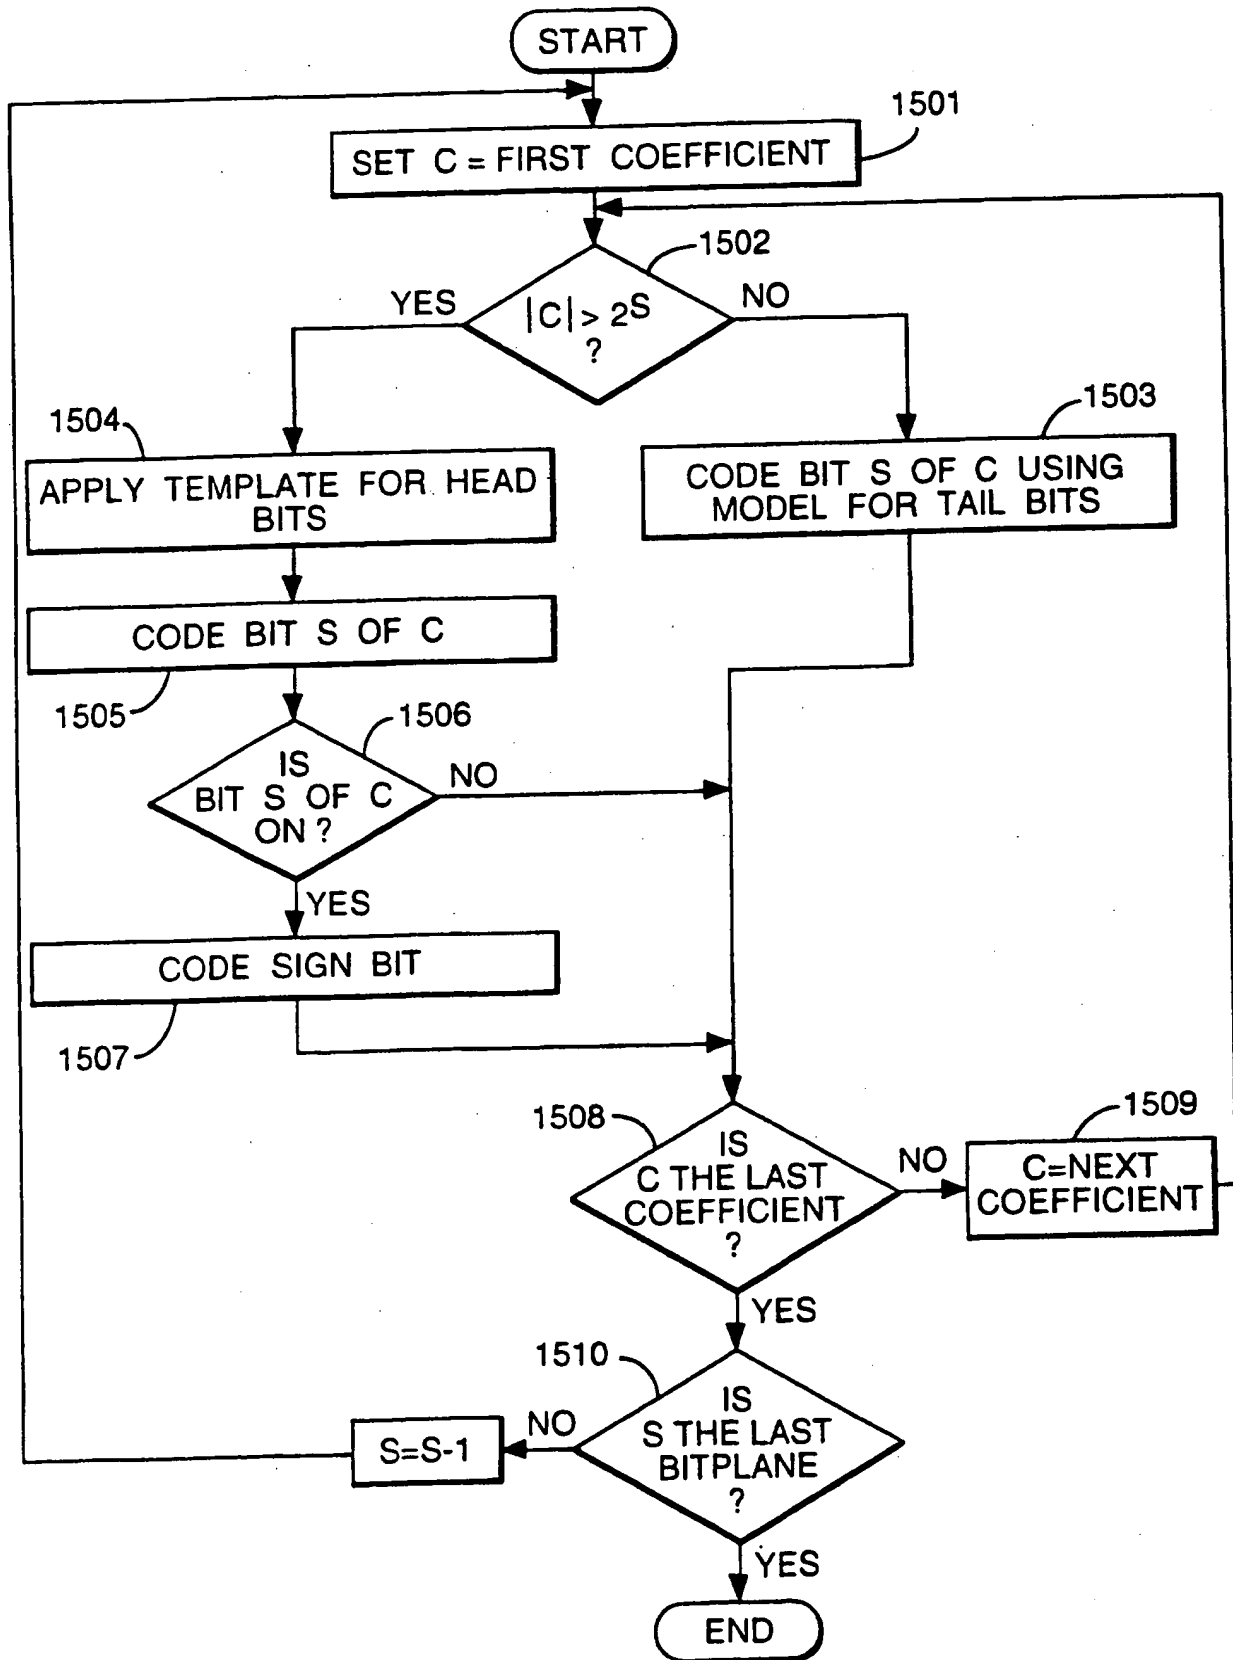 START
1501
SET C = FIRST COEFFICIENT
1502
YES
|C| > 2^S
?
NO
1504
1503
APPLY TEMPLATE FOR HEAD
BITS
CODE BIT S OF C USING
MODEL FOR TAIL BITS
CODE BIT S OF C
1505
1506
IS
BIT S OF C
ON ?
NO
YES
CODE SIGN BIT
1507
1508
IS
C THE LAST
COEFFICIENT
?
NO
1509
C=NEXT
COEFFICIENT
YES
1510
IS
S THE LAST
BITPLANE
?
NO
S=S-1
YES
END